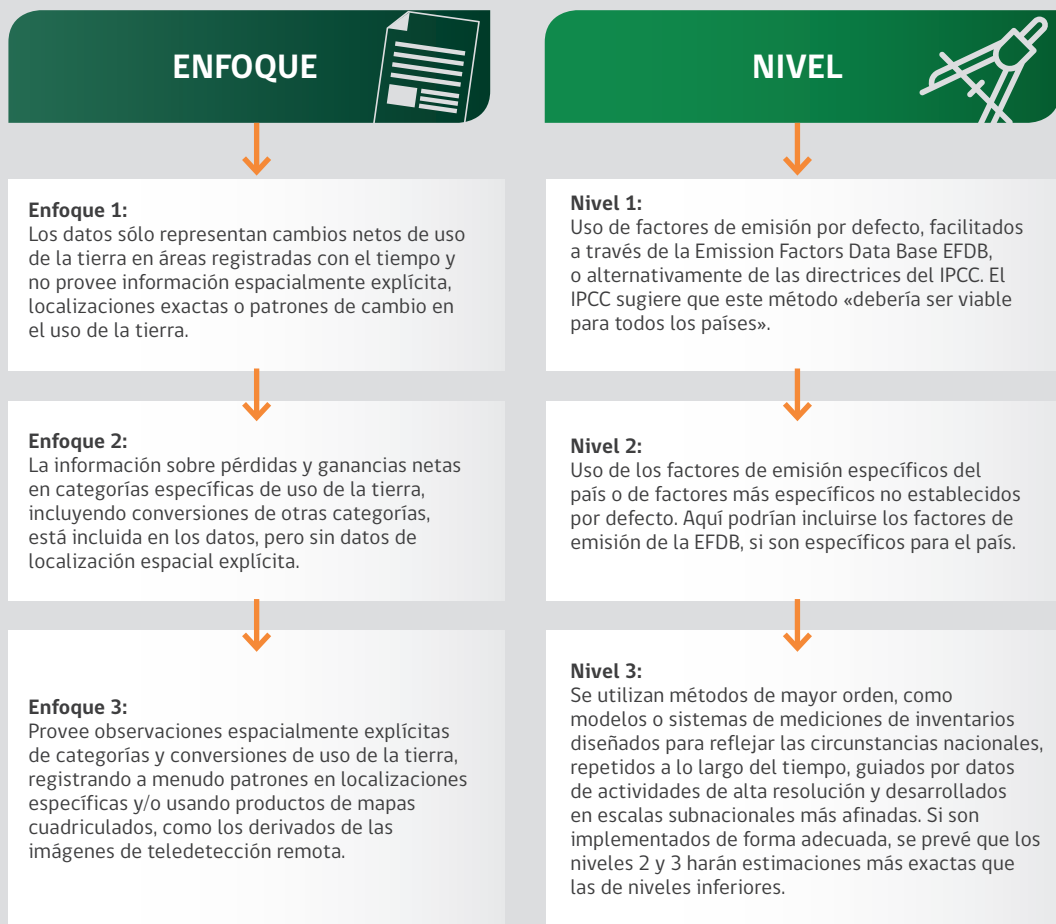 ENFOQUE
Enfoque 1:
Los datos sólo representan cambios netos de uso
de la tierra en áreas registradas con el tiempo y
no provee información espacialmente explícita,
localizaciones exactas o patrones de cambio en
el uso de la tierra.
Enfoque 2:
La información sobre pérdidas y ganancias netas
en categorías específicas de uso de la tierra,
incluyendo conversiones de otras categorías,
está incluida en los datos, pero sin datos de
localización espacial explícita.
Enfoque 3:
Provee observaciones espacialmente explícitas
de categorías y conversiones de uso de la tierra,
registrando a menudo patrones en localizaciones
específicas y/o usando productos de mapas
cuadriculados, como los derivados de las
imágenes de teledetección remota.
NIVEL
Nivel 1:
Uso de factores de emisión por defecto, facilitados
a través de la Emission Factors Data Base EFDB,
o alternativamente de las directrices del IPCC. El
IPCC sugiere que este método «debería ser viable
para todos los países».
Nivel 2:
Uso de los factores de emisión específicos del
país o de factores más específicos no establecidos
por defecto. Aquí podrían incluirse los factores de
emisión de la EFDB, si son específicos para el país.
Nivel 3:
Se utilizan métodos de mayor orden, como
modelos o sistemas de mediciones de inventarios
diseñados para reflejar las circunstancias nacionales,
repetidos a lo largo del tiempo, guiados por datos
de actividades de alta resolución y desarrollados
en escalas subnacionales más afinadas. Si son
implementados de forma adecuada, se prevé que los
niveles 2 y 3 harán estimaciones más exactas que
las de niveles inferiores.